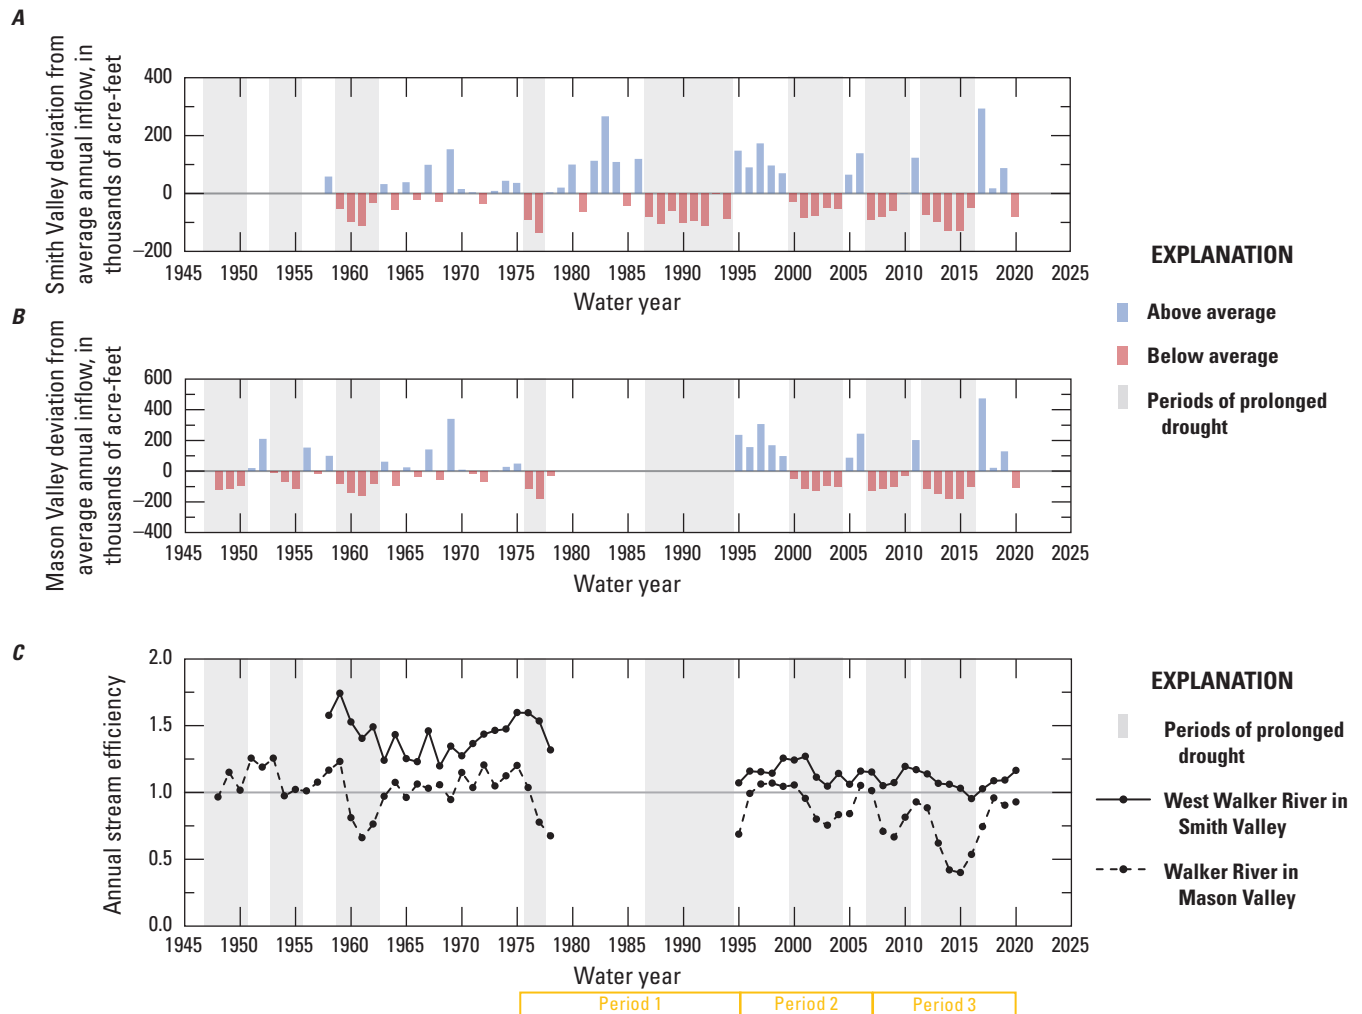 A
Smith Valley deviation from
average annual inflow, in
thousands of acre-feet
400
200
0
−200
1945 1950 1955 1960 1965 1970 1975 1980 1985 1990 1995 2000 2005 2010 2015 2020 2025
Water year
EXPLANATION
Above average
Below average
Periods of prolonged
drought
B
Mason Valley deviation from
average annual inflow, in
thousands of acre-feet
600
400
200
0
−200
−400
1945 1950 1955 1960 1965 1970 1975 1980 1985 1990 1995 2000 2005 2010 2015 2020 2025
Water year
C
Annual stream efficiency
2.0
1.5
1.0
0.5
0.0
1945 1950 1955 1960 1965 1970 1975 1980 1985 1990 1995 2000 2005 2010 2015 2020 2025
Water year
EXPLANATION
Periods of prolonged
drought
West Walker River in
Smith Valley
Walker River in
Mason Valley
Period 1 Period 2 Period 3